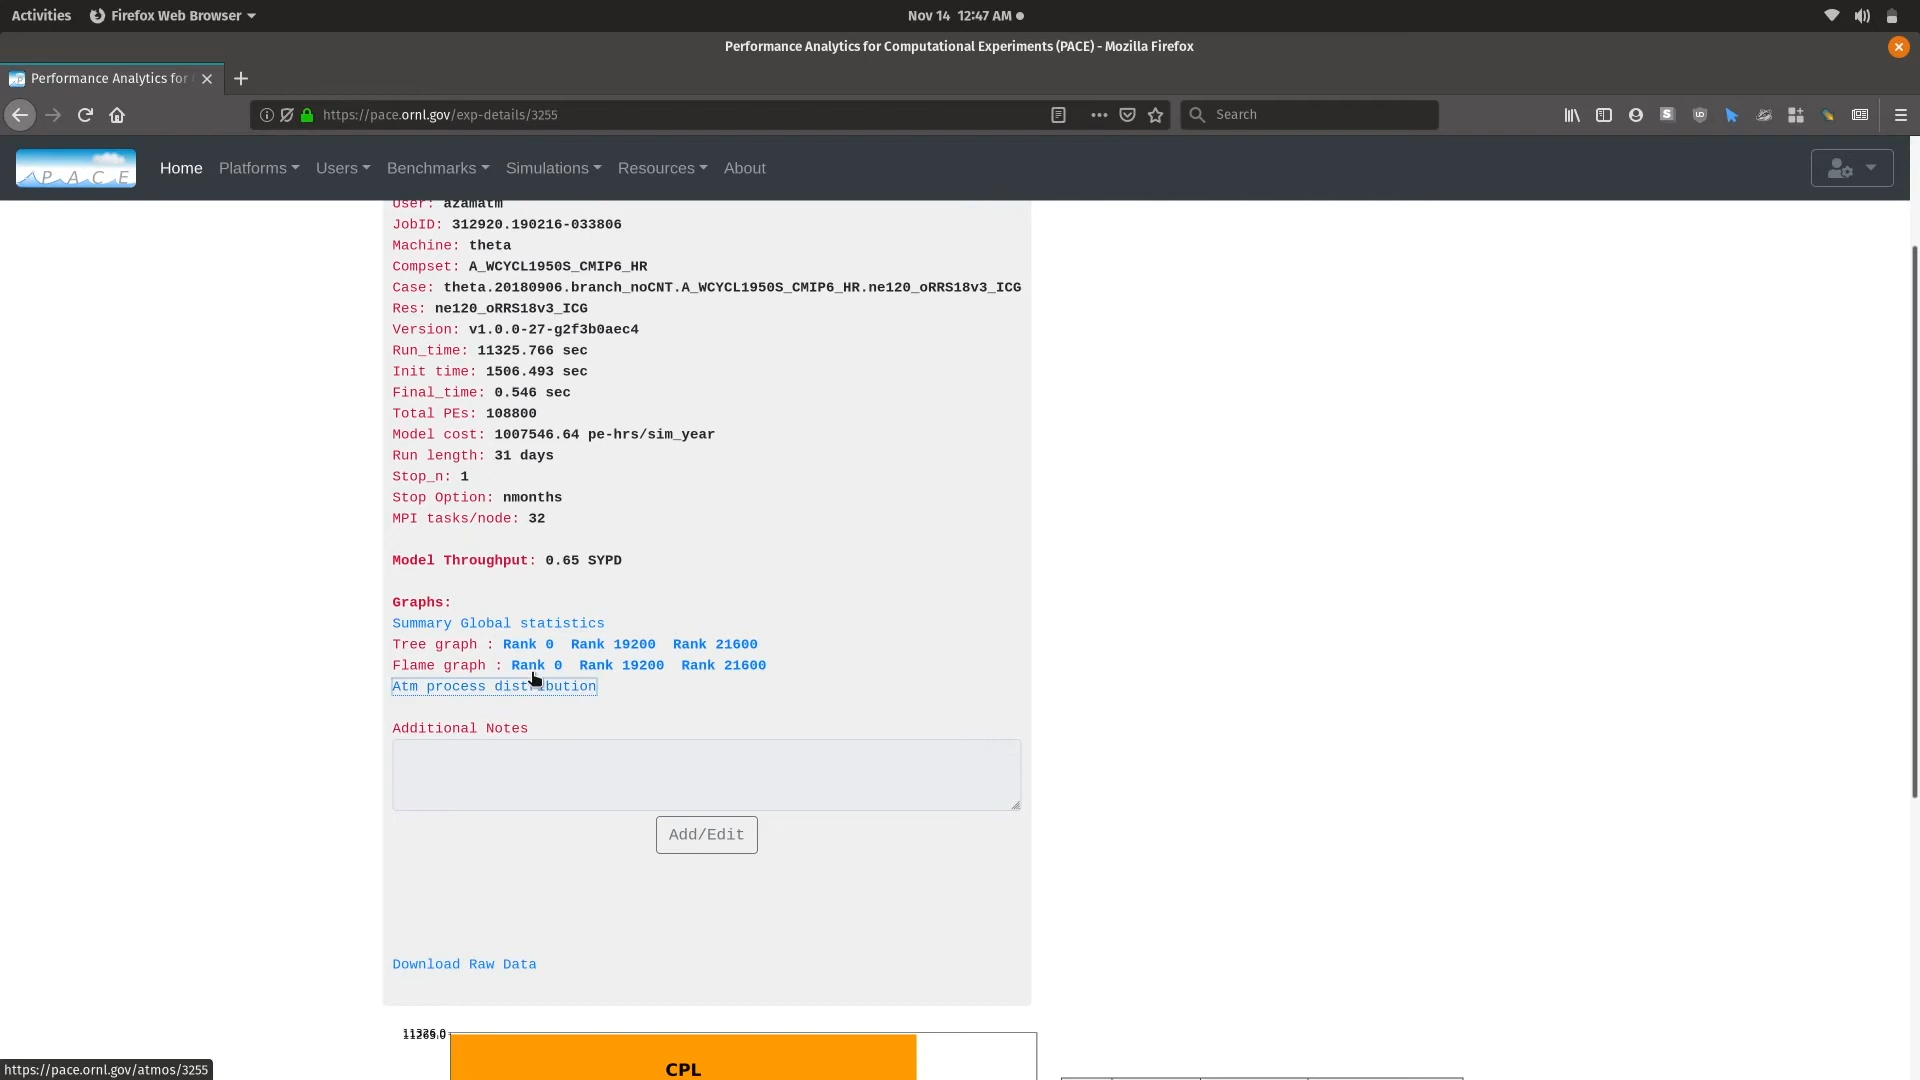 Activities
Firefox Web Browser
Nov 14 12:47 AM
Performance Analytics for Computational Experiments (PACE) - Mozilla Firefox
Performance Analytics for
https://pace.ornl.gov/exp-details/3255
Search
P A C E
Home Platforms Users Benchmarks Simulations Resources About
User: azamatm
JobID: 312920.190216-033806
Machine: theta
Compset: A_WCYCL1950S_CMIP6_HR
Case: theta.20180906.branch_noCNT.A_WCYCL1950S_CMIP6_HR.ne120_oRRS18v3_ICG
Res: ne120_oRRS18v3_ICG
Version: v1.0.0-27-g2f3b0aec4
Run_time: 11325.766 sec
Init time: 1506.493 sec
Final_time: 0.546 sec
Total PEs: 108800
Model cost: 1007546.64 pe-hrs/sim_year
Run length: 31 days
Stop_n: 1
Stop Option: nmonths
MPI tasks/node: 32
Model Throughput: 0.65 SYPD
Graphs:
Summary Global statistics
Tree graph : Rank 0 Rank 19200 Rank 21600
Flame graph : Rank 0 Rank 19200 Rank 21600
Atm process distribution
Additional Notes
Add/Edit
Download Raw Data
11326.0
CPL
https://pace.ornl.gov/atmos/3255